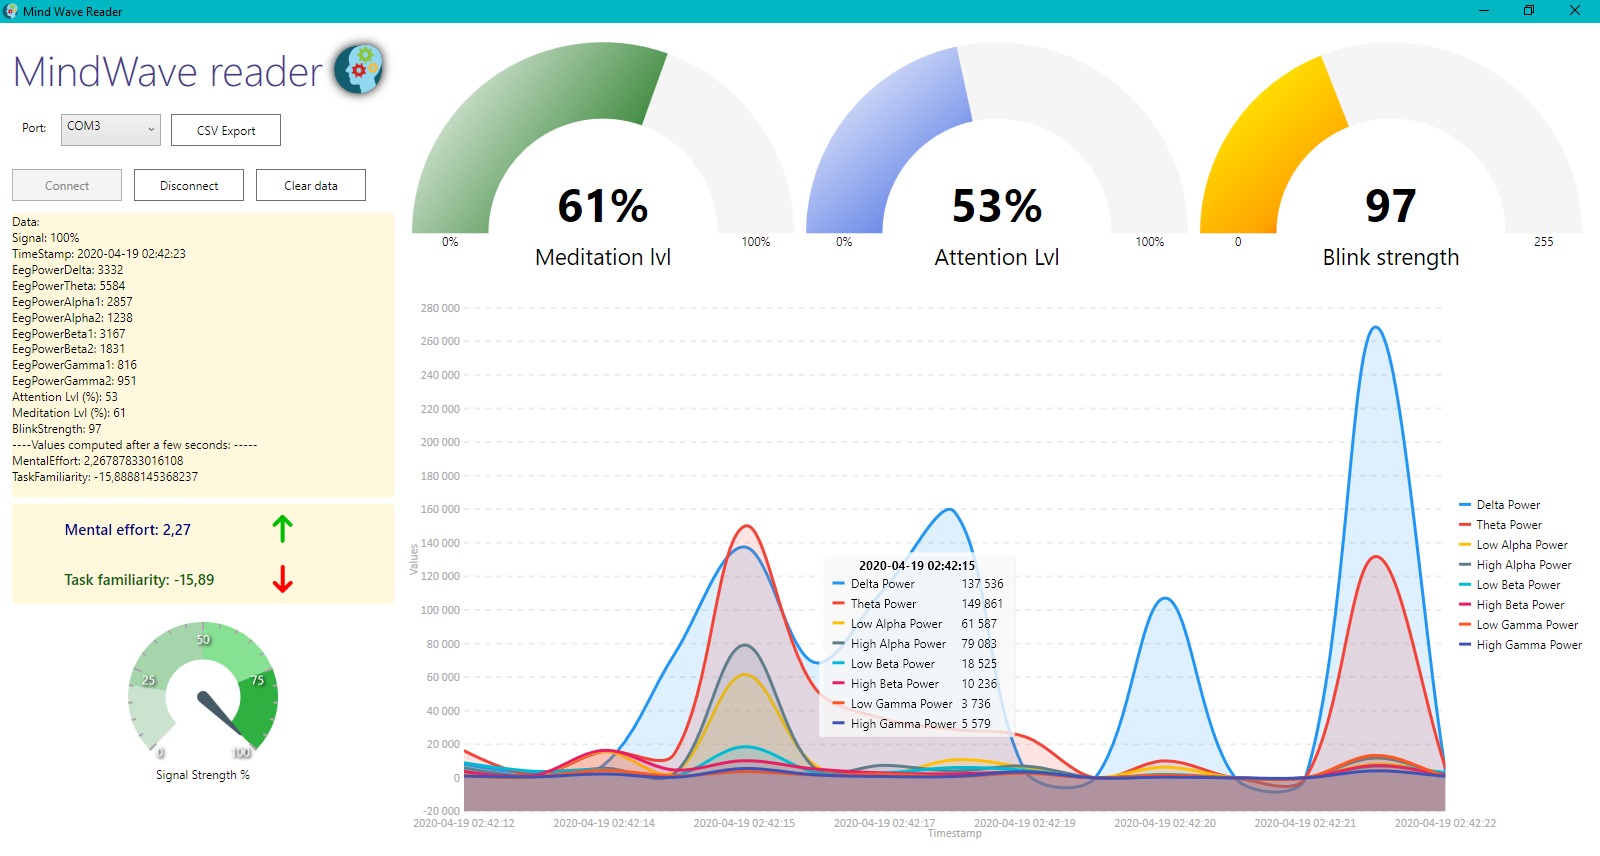 Mind Wave Reader
MindWave reader
Port:
COM3
CSV Export
Connect
Disconnect
Clear data
Data:
Signal: 100%
TimeStamp: 2020-04-19 02:42:23
EegPowerDelta: 3332
EegPowerTheta: 5584
EegPowerAlpha1: 2857
EegPowerAlpha2: 1238
EegPowerBeta1: 3167
EegPowerBeta2: 1831
EegPowerGamma1: 816
EegPowerGamma2: 951
Attention Lvl (%): 53
Meditation Lvl (%): 61
BlinkStrength: 97
----Values computed after a few seconds: -----
MentalEffort: 2,26787833016108
TaskFamiliarity: -15,8888145368237
Mental effort: 2,27
Task familiarity: -15,89
0
25
50
75
100
Signal Strength %
61%
0%
100%
Meditation lvl
53%
0%
100%
Attention Lvl
97
0
255
Blink strength
Values
280 000
260 000
240 000
220 000
200 000
180 000
160 000
140 000
120 000
100 000
80 000
60 000
40 000
20 000
0
-20 000
2020-04-19 02:42:15
Delta Power 137 536
Theta Power 149 861
Low Alpha Power 61 587
High Alpha Power 79 083
Low Beta Power 18 525
High Beta Power 10 236
Low Gamma Power 3 736
High Gamma Power 5 579
2020-04-19 02:42:12
2020-04-19 02:42:14
2020-04-19 02:42:15
2020-04-19 02:42:17
2020-04-19 02:42:19
2020-04-19 02:42:20
2020-04-19 02:42:21
2020-04-19 02:42:22
Timestamp
Delta Power
Theta Power
Low Alpha Power
High Alpha Power
Low Beta Power
High Beta Power
Low Gamma Power
High Gamma Power